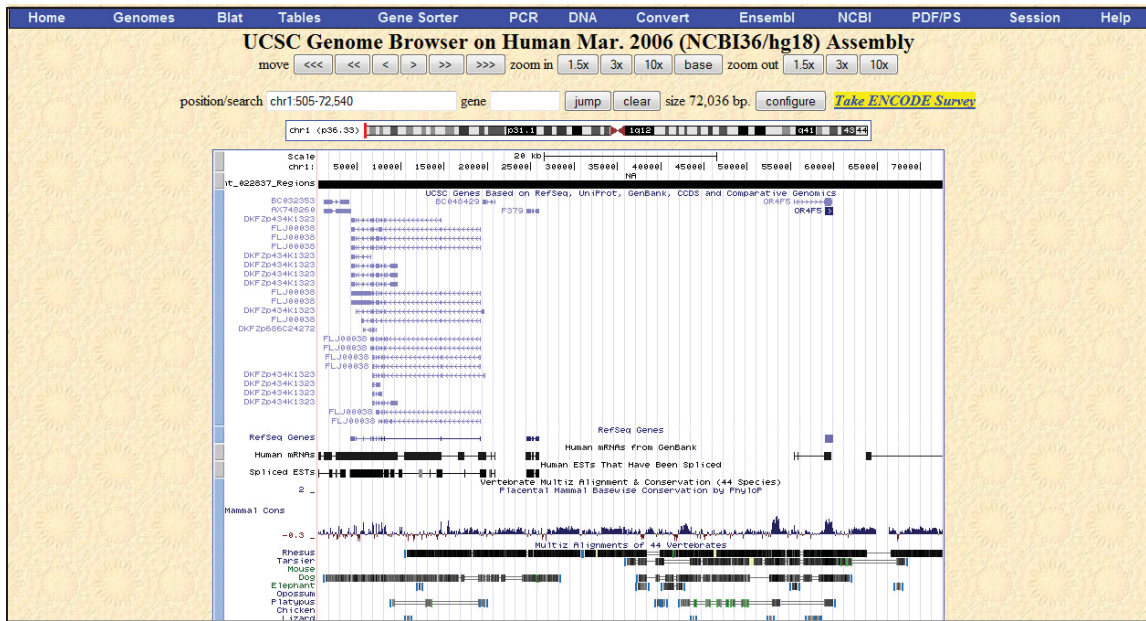 Home Genomes Blat Tables Gene Sorter PCR DNA Convert Ensembl NCBI PDF/PS Session Help
UCSC Genome Browser on Human Mar. 2006 (NCBI36/hg18) Assembly
move <<< << < > >> >>> zoom in 1.5x 3x 10x base zoom out 1.5x 3x 10x
position/search chr1:505-72,540 gene jump clear size 72,036 bp. configure Take ENCODE Survey
chr1 (p36.33) p31.1 1q12 q41 43 44
Scale 20 kb
chr1: 5000 10000 15000 20000 25000 30000 35000 40000 45000 50000 55000 60000 65000 70000
NA
nt_022837_Regions
UCSC Genes Based on RefSeq, UniProt, GenBank, CCDS and Comparative Genomics
BC032353 BC048429 OR4F5
AX748260 F379 OR4F5
DKFZp434K1323
FLJ00038
FLJ00038
FLJ00038
DKFZp434K1323
DKFZp434K1323
DKFZp434K1323
DKFZp434K1323
FLJ00038
FLJ00038
DKFZp434K1323
FLJ00038
DKFZp686C24272
FLJ00038
FLJ00038
FLJ00038
FLJ00038
DKFZp434K1323
DKFZp434K1323
DKFZp434K1323
DKFZp434K1323
FLJ00038
FLJ00038
RefSeq Genes
RefSeq Genes
Human mRNAs from GenBank
Human mRNAs
Human ESTs That Have Been Spliced
Spliced ESTs
Vertebrate Multiz Alignment & Conservation (44 Species)
2 _ Placental Mammal Basewise Conservation by PhyloP
Mammal Cons
-0.3 _
Multiz Alignments of 44 Vertebrates
Rhesus
Tarsier
Mouse
Dog
Elephant
Opossum
Platypus
Chicken
Lizard